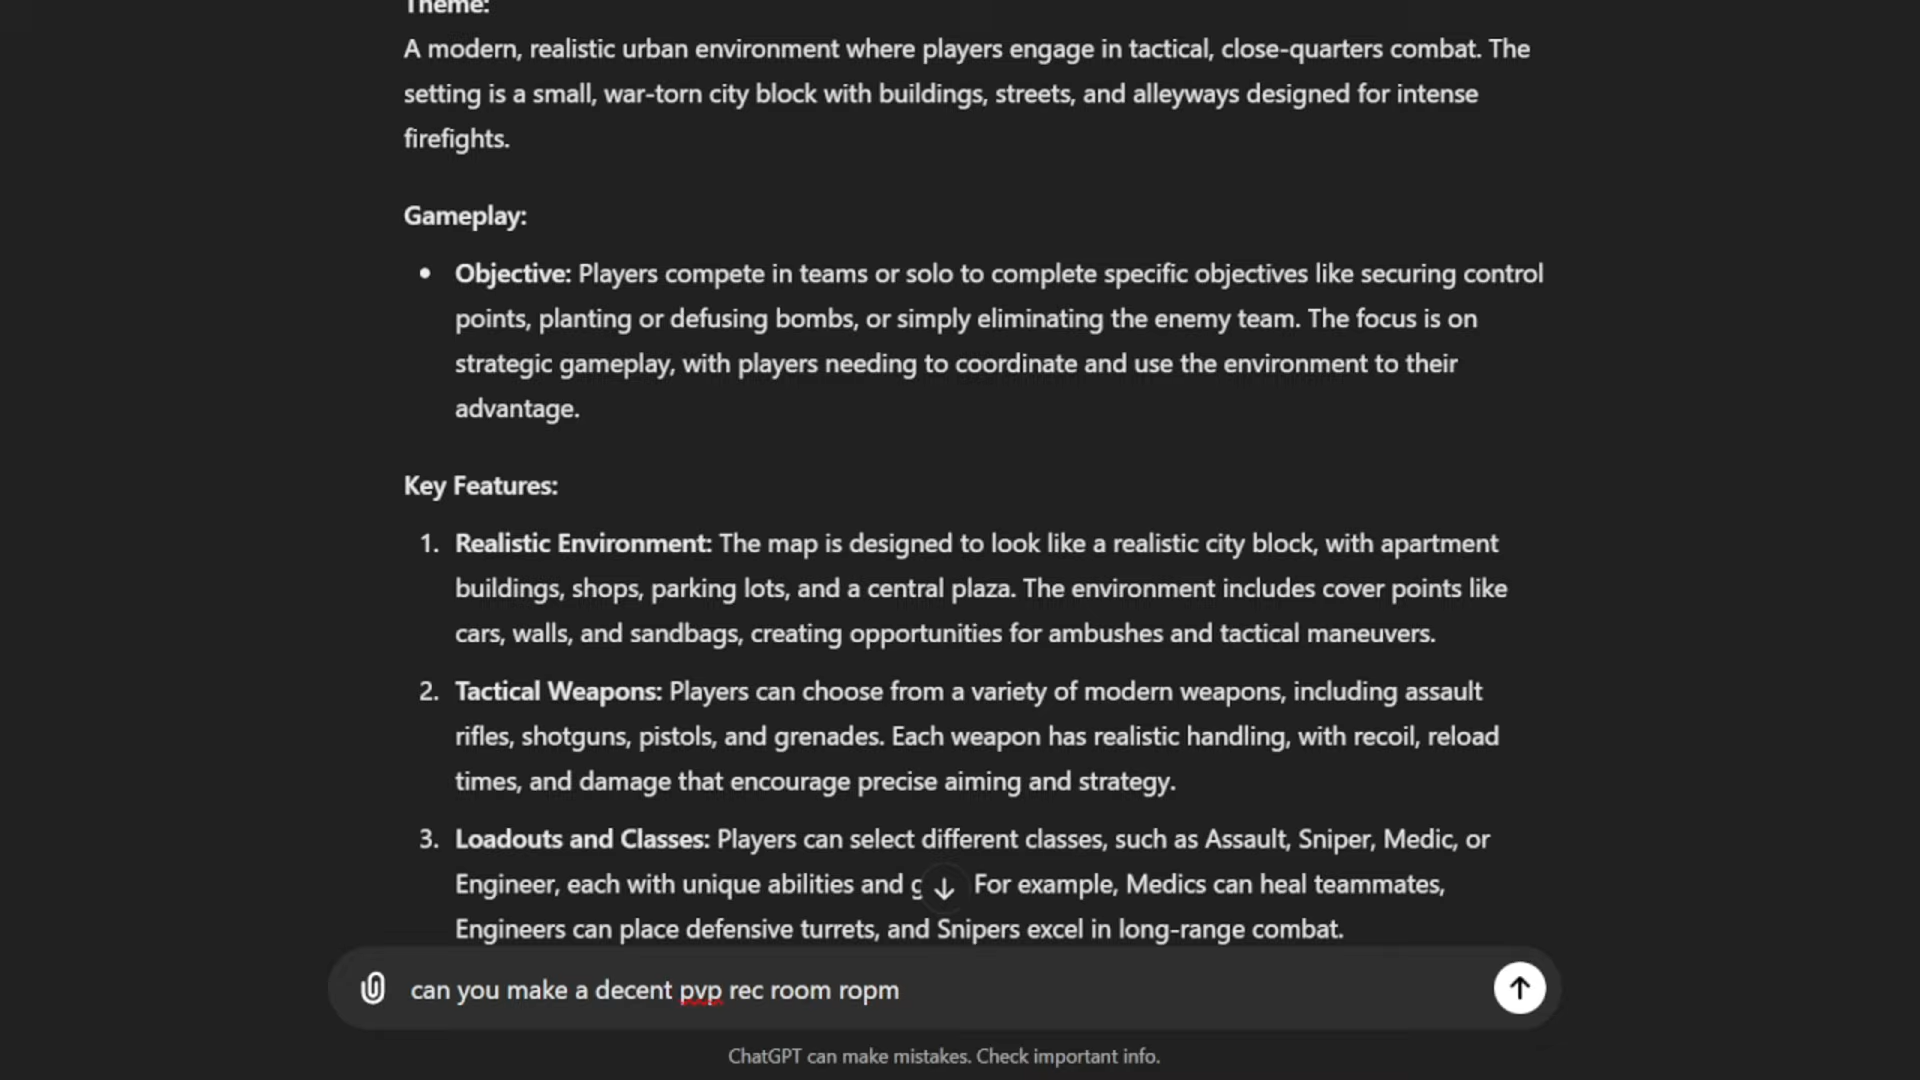 Theme:
A modern, realistic urban environment where players engage in tactical, close-quarters combat. The
setting is a small, war-torn city block with buildings, streets, and alleyways designed for intense
firefights.
Gameplay:
• Objective: Players compete in teams or solo to complete specific objectives like securing control
points, planting or defusing bombs, or simply eliminating the enemy team. The focus is on
strategic gameplay, with players needing to coordinate and use the environment to their
advantage.
Key Features:
1. Realistic Environment: The map is designed to look like a realistic city block, with apartment
buildings, shops, parking lots, and a central plaza. The environment includes cover points like
cars, walls, and sandbags, creating opportunities for ambushes and tactical maneuvers.
2. Tactical Weapons: Players can choose from a variety of modern weapons, including assault
rifles, shotguns, pistols, and grenades. Each weapon has realistic handling, with recoil, reload
times, and damage that encourage precise aiming and strategy.
3. Loadouts and Classes: Players can select different classes, such as Assault, Sniper, Medic, or
Engineer, each with unique abilities and For example, Medics can heal teammates,
Engineers can place defensive turrets, and Snipers excel in long-range combat.
can you make a decent pvp rec room ropm
ChatGPT can make mistakes. Check important info.